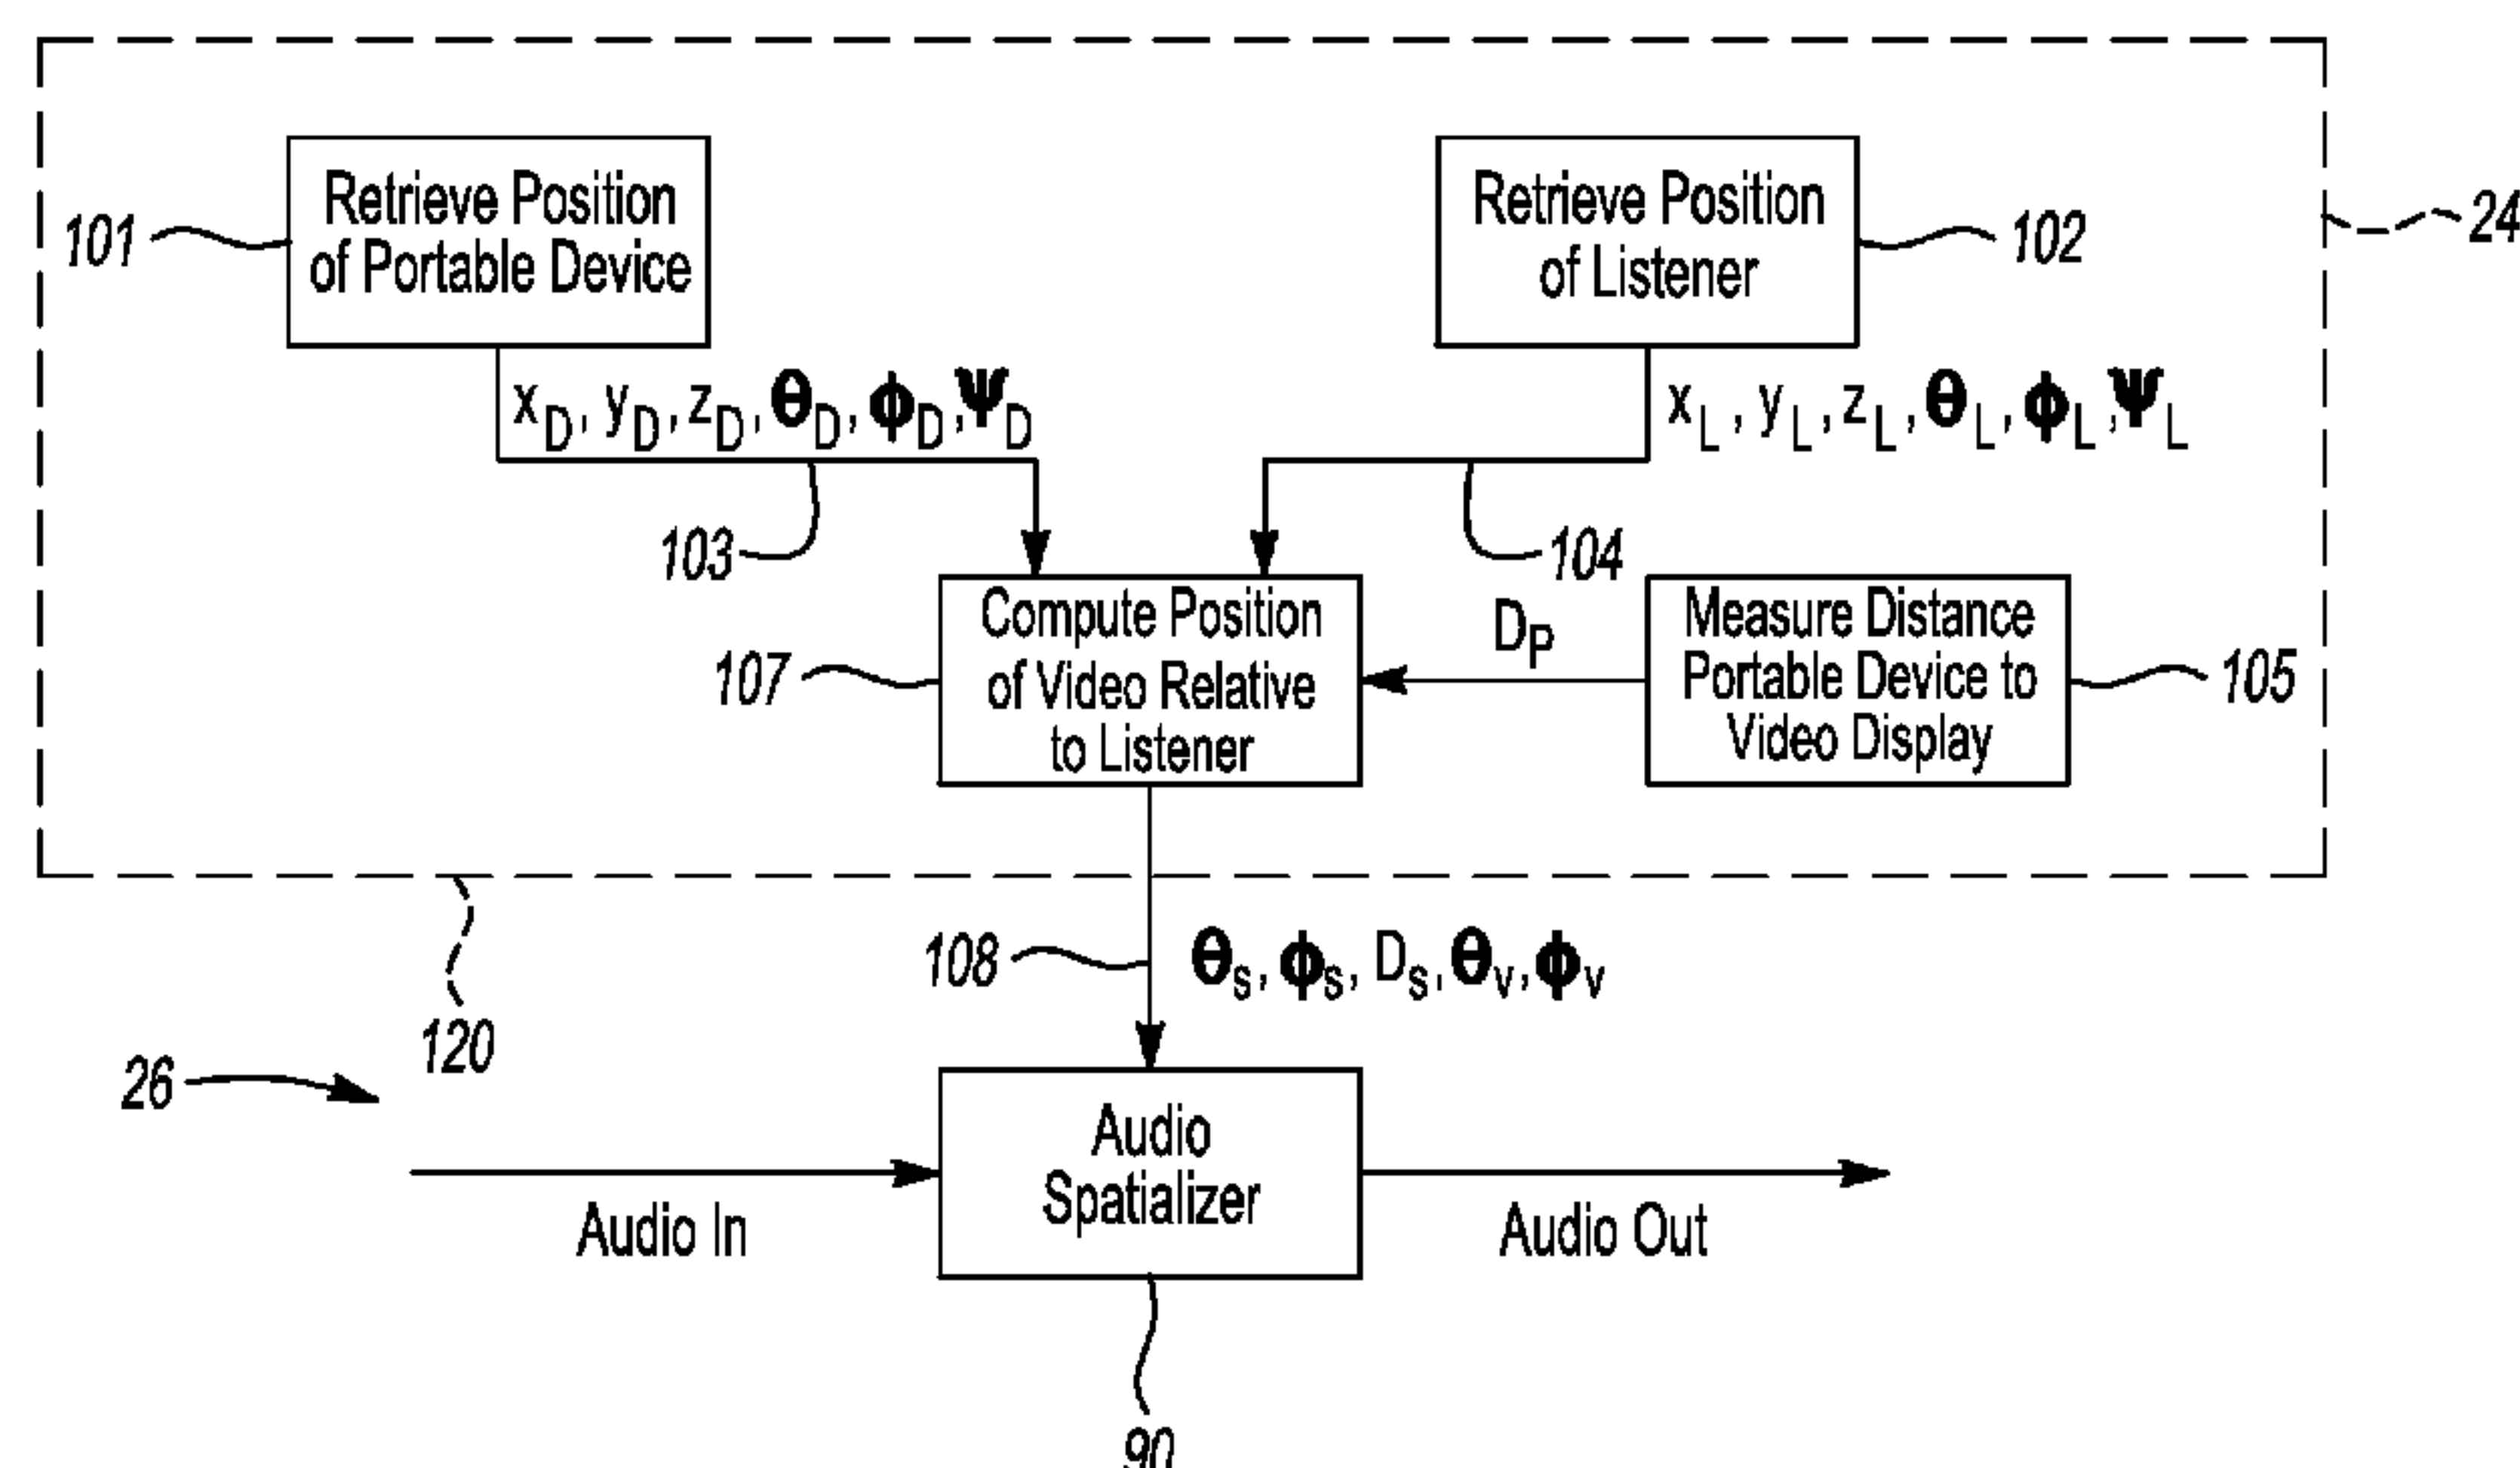 Retrieve Position
of Portable Device
101
Retrieve Position
of Listener
102
24
x_D, y_D, z_D, θ_D, ϕ_D, Ψ_D
x_L, y_L, z_L, θ_L, ϕ_L, Ψ_L
103
104
Compute Position
of Video Relative
to Listener
107
D_P
Measure Distance
Portable Device to
Video Display
105
108
θ_s, ϕ_s, D_s, θ_v, ϕ_v
120
26
Audio
Spatializer
Audio In
Audio Out
90